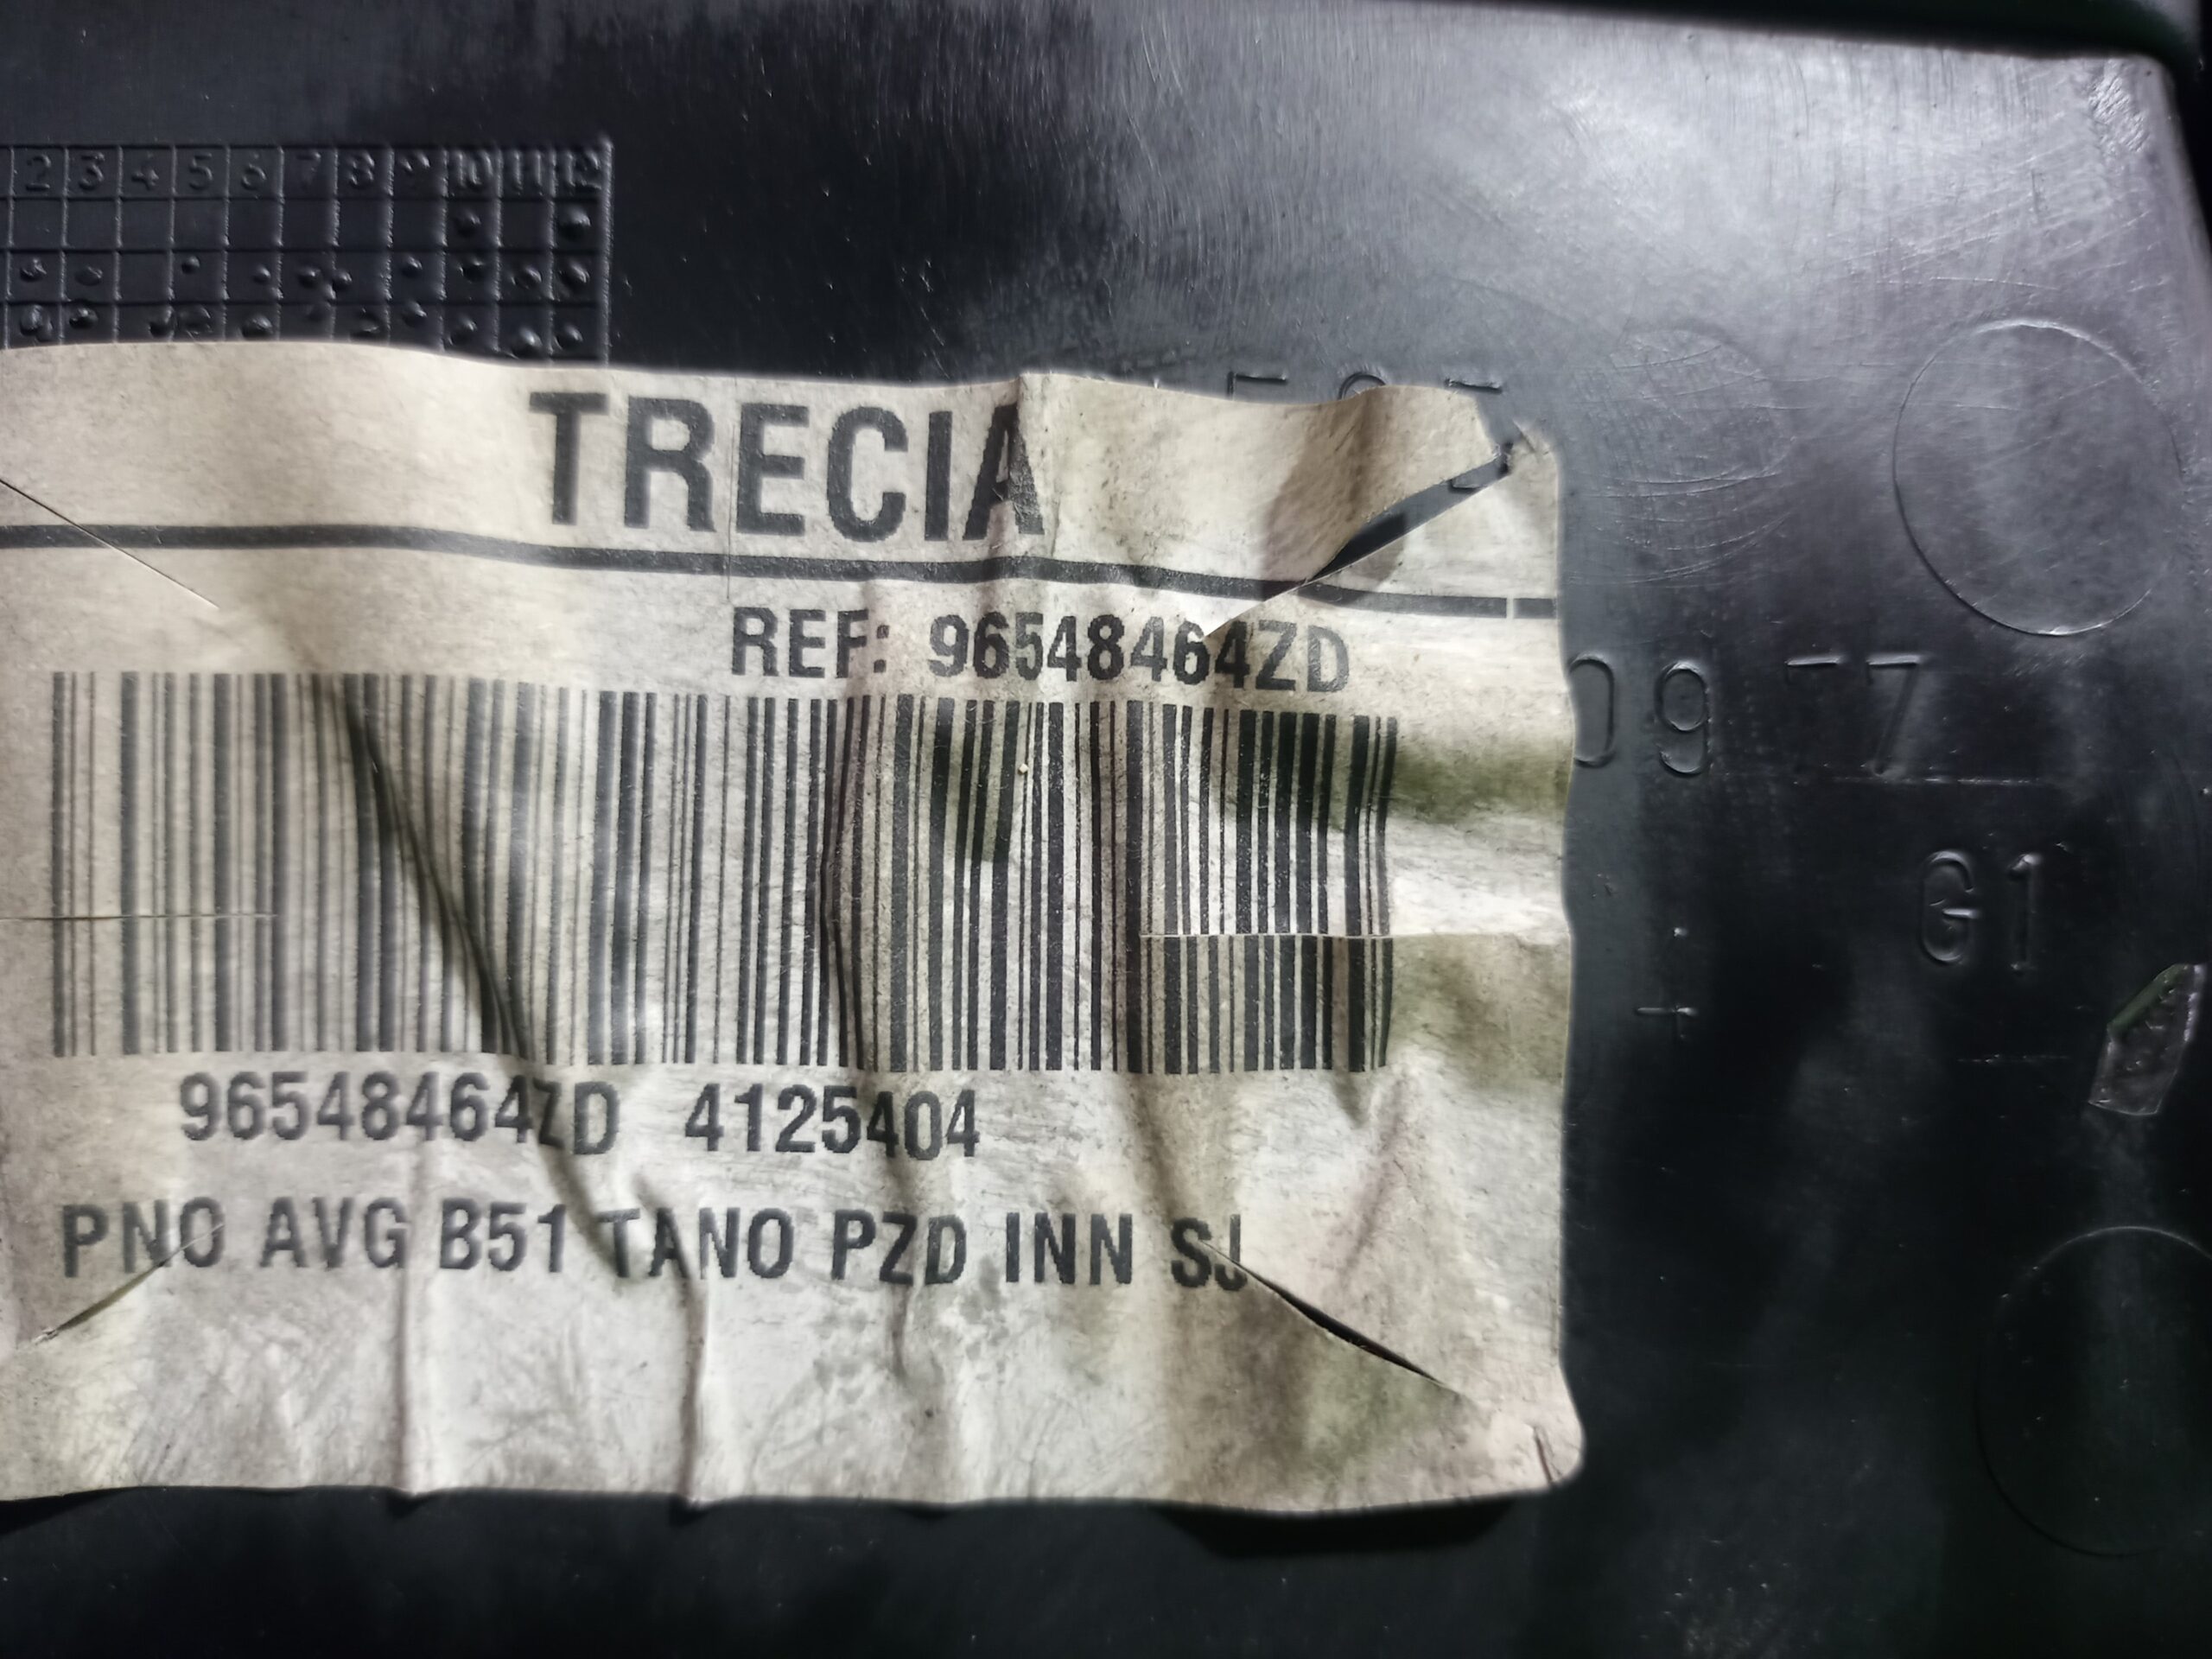 2 3 4 5 6 7 8 9 10 11 12
TRECIA
REF: 96548464ZD
09 77
G1
96548464ZD 4125404
PNO AVG B51 TANO PZD INN SJ